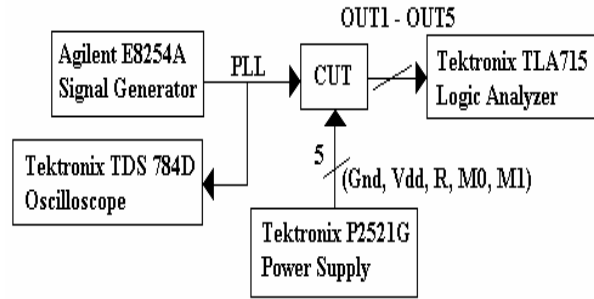 OUT1 - OUT5
Agilent E8254A
Signal Generator
PLL
CUT
Tektronix TLA715
Logic Analyzer
Tektronix TDS 784D
Oscilloscope
5
(Gnd, Vdd, R, M0, M1)
Tektronix P2521G
Power Supply